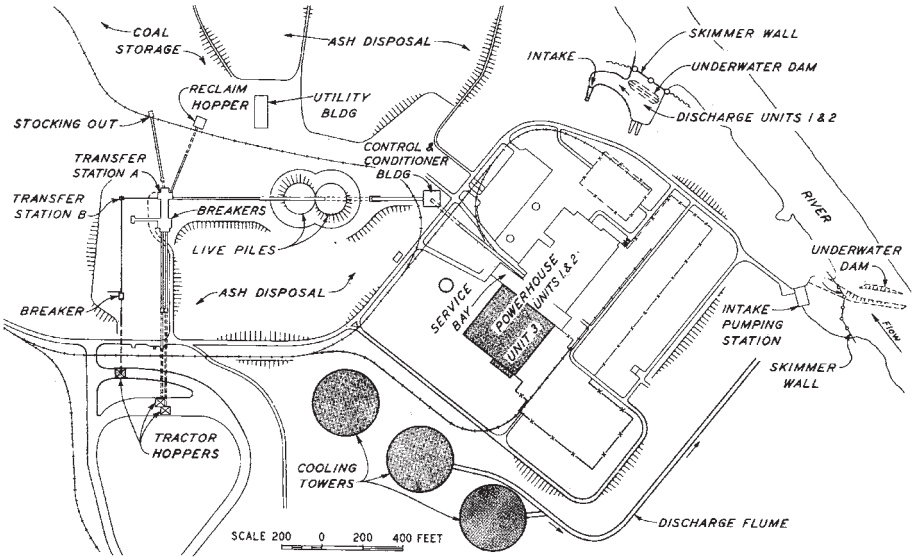 COAL
STORAGE
ASH DISPOSAL
SKIMMER WALL
INTAKE
UNDERWATER DAM
RECLAIM
HOPPER
UTILITY
BLDG
DISCHARGE UNITS 1 & 2
STOCKING OUT
CONTROL &
CONDITIONER
BLDG
TRANSFER
STATION A
TRANSFER
STATION B
BREAKERS
LIVE PILES
RIVER
UNDERWATER
DAM
ASH DISPOSAL
SERVICE
BAY
POWERHOUSE
UNITS 1 & 2
UNIT 3
BREAKER
INTAKE
PUMPING
STATION
FLOW
SKIMMER
WALL
TRACTOR
HOPPERS
COOLING
TOWERS
DISCHARGE FLUME
SCALE 200 0 200 400 FEET